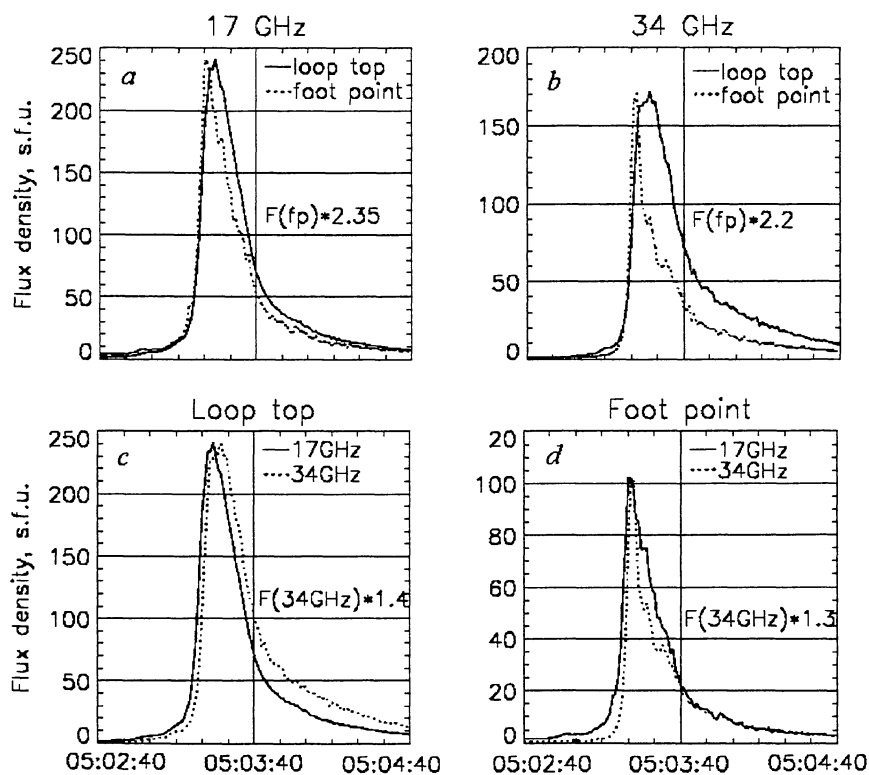 17 GHz
34 GHz
a
loop top
foot point
b
loop top
foot point
Flux density, s.f.u.
250
200
150
100
50
0
F(fp)*2.35
200
150
100
50
0
F(fp)*2.2
Loop top
Foot point
c
17GHz
34GHz
d
17GHz
34GHz
Flux density, s.f.u.
250
200
150
100
50
0
F(34GHz)*1.4
20
100
80
60
40
20
0
F(34GHz)*1.3
05:02:40
05:03:40
05:04:40
05:02:40
05:03:40
05:04:40